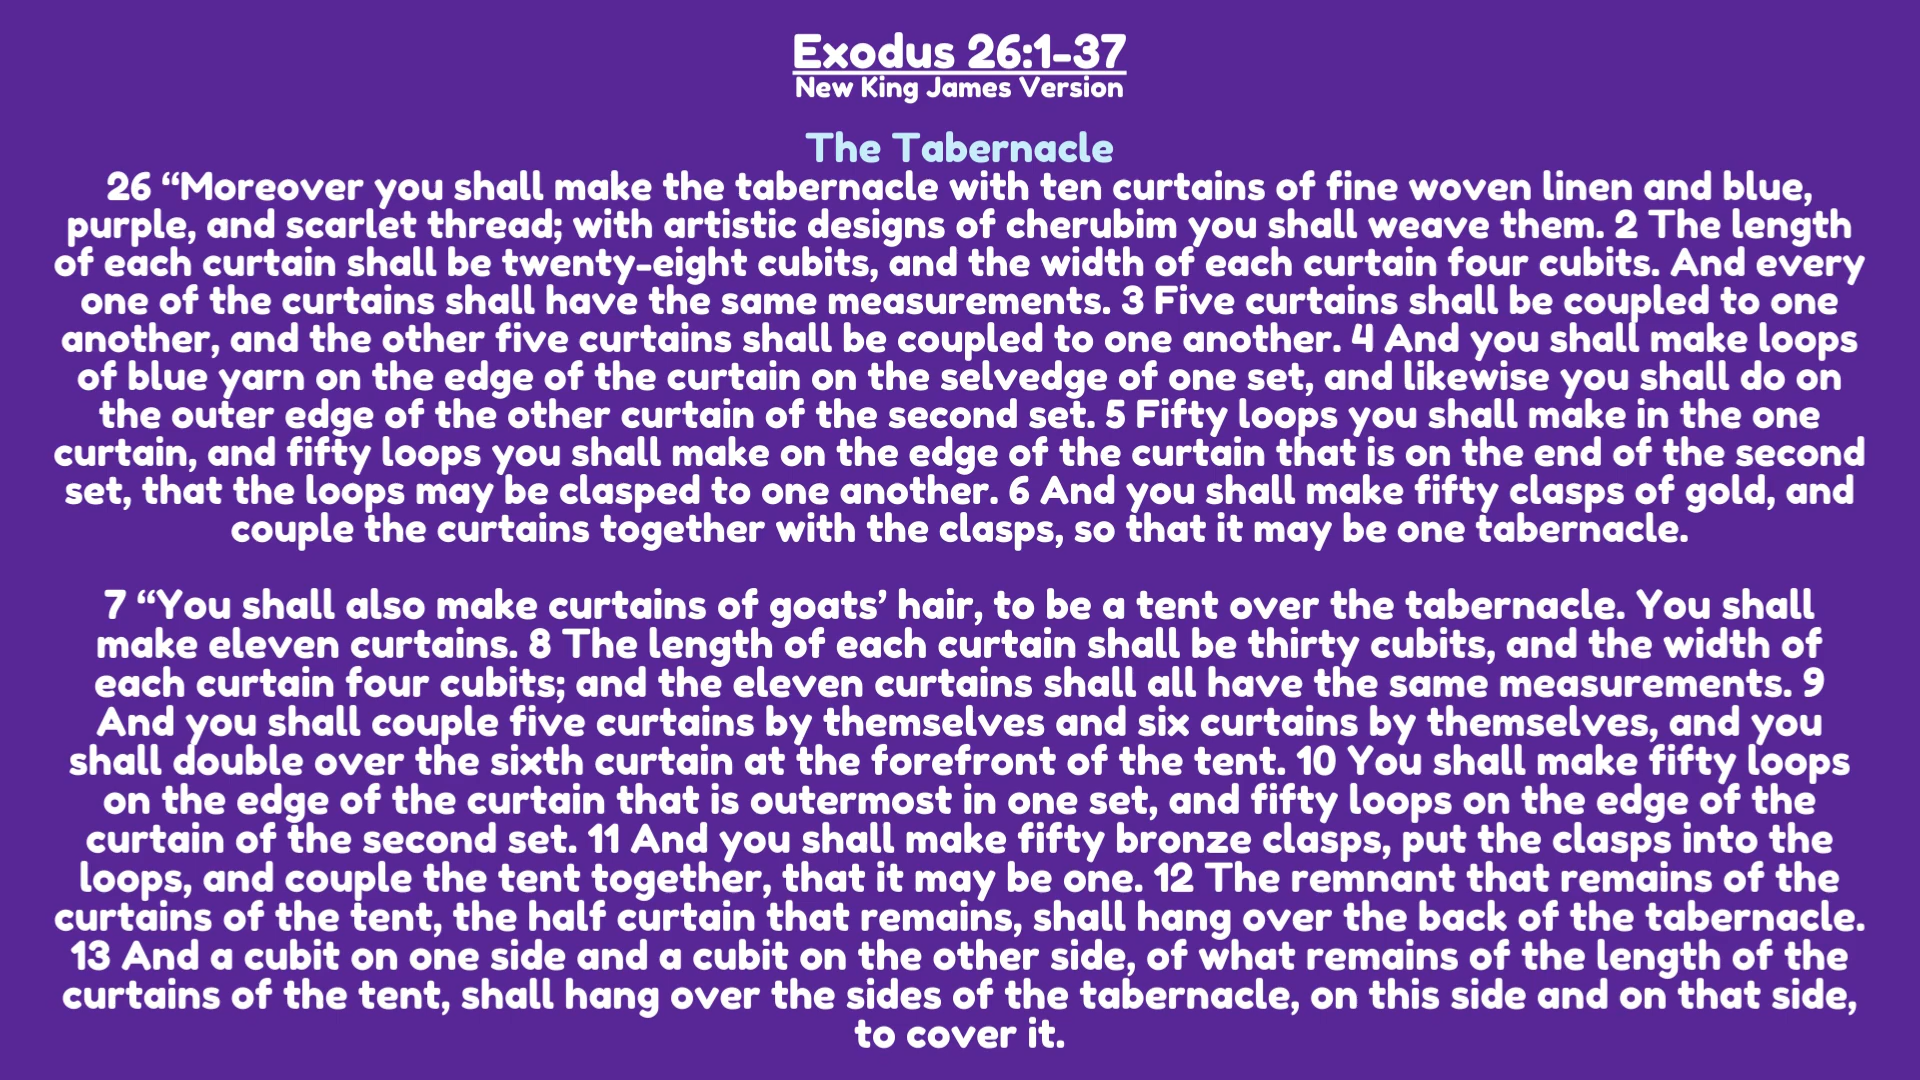 Exodus 26:1-37
New King James Version
The Tabernacle
26 “Moreover you shall make the tabernacle with ten curtains of fine woven linen and blue,
purple, and scarlet thread; with artistic designs of cherubim you shall weave them. 2 The length
of each curtain shall be twenty-eight cubits, and the width of each curtain four cubits. And every
one of the curtains shall have the same measurements. 3 Five curtains shall be coupled to one
another, and the other five curtains shall be coupled to one another. 4 And you shall make loops
of blue yarn on the edge of the curtain on the selvedge of one set, and likewise you shall do on
the outer edge of the other curtain of the second set. 5 Fifty loops you shall make in the one
curtain, and fifty loops you shall make on the edge of the curtain that is on the end of the second
set, that the loops may be clasped to one another. 6 And you shall make fifty clasps of gold, and
couple the curtains together with the clasps, so that it may be one tabernacle.
7 “You shall also make curtains of goats’ hair, to be a tent over the tabernacle. You shall
make eleven curtains. 8 The length of each curtain shall be thirty cubits, and the width of
each curtain four cubits; and the eleven curtains shall all have the same measurements. 9
And you shall couple five curtains by themselves and six curtains by themselves, and you
shall double over the sixth curtain at the forefront of the tent. 10 You shall make fifty loops
on the edge of the curtain that is outermost in one set, and fifty loops on the edge of the
curtain of the second set. 11 And you shall make fifty bronze clasps, put the clasps into the
loops, and couple the tent together, that it may be one. 12 The remnant that remains of the
curtains of the tent, the half curtain that remains, shall hang over the back of the tabernacle.
13 And a cubit on one side and a cubit on the other side, of what remains of the length of the
curtains of the tent, shall hang over the sides of the tabernacle, on this side and on that side,
to cover it.